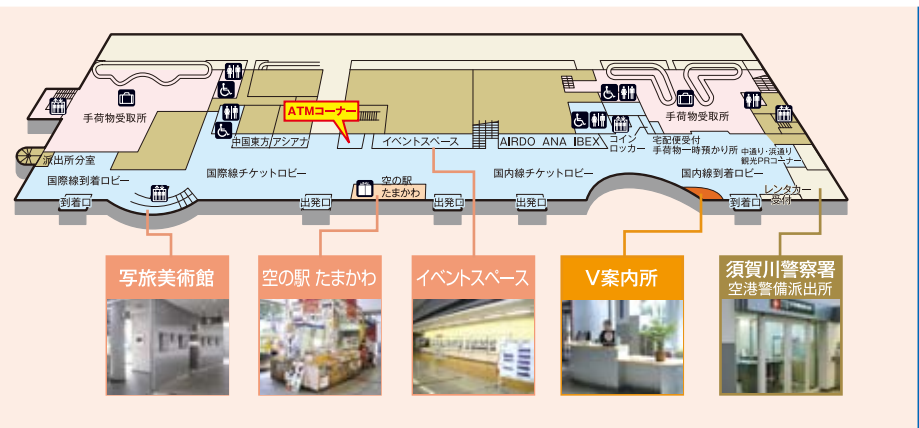 手荷物受取所
ATMコーナー
手荷物受取所
中国東方
アシアナ
イベントスペース
AIRDO ANA IBEX
コイン
ロッカー
宅配便受付
手荷物一時預かり所
中通り・浜通り
観光PRコーナー
派出所分室
国際線到着ロビー
国際線チケットロビー
空の駅
たまかわ
国内線チケットロビー
国内線到着ロビー
レンタカー
受付
到着口
出発口
出発口
出発口
到着口
写旅美術館
空の駅 たまかわ
イベントスペース
V案内所
須賀川警察署
空港警備派出所